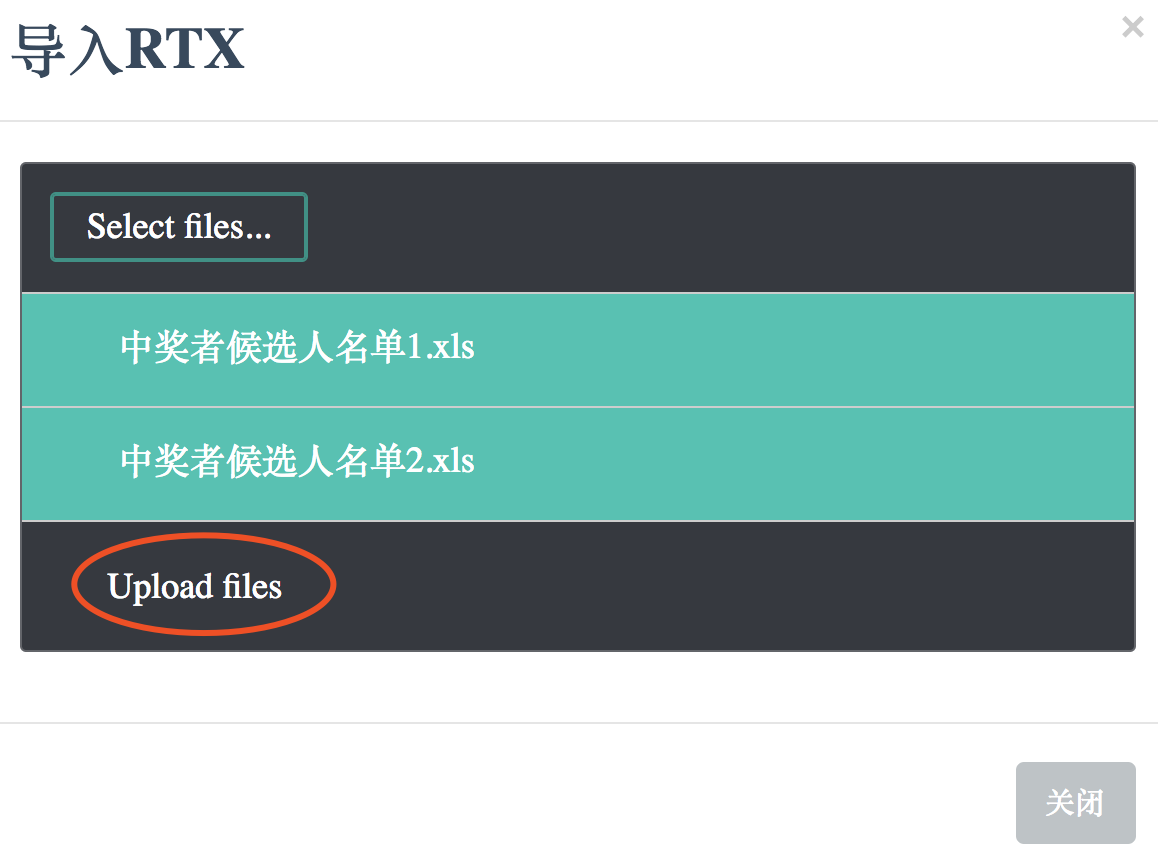 导入RTX
×
Select files...
中奖者候选人名单1.xls
中奖者候选人名单2.xls
Upload files
关闭